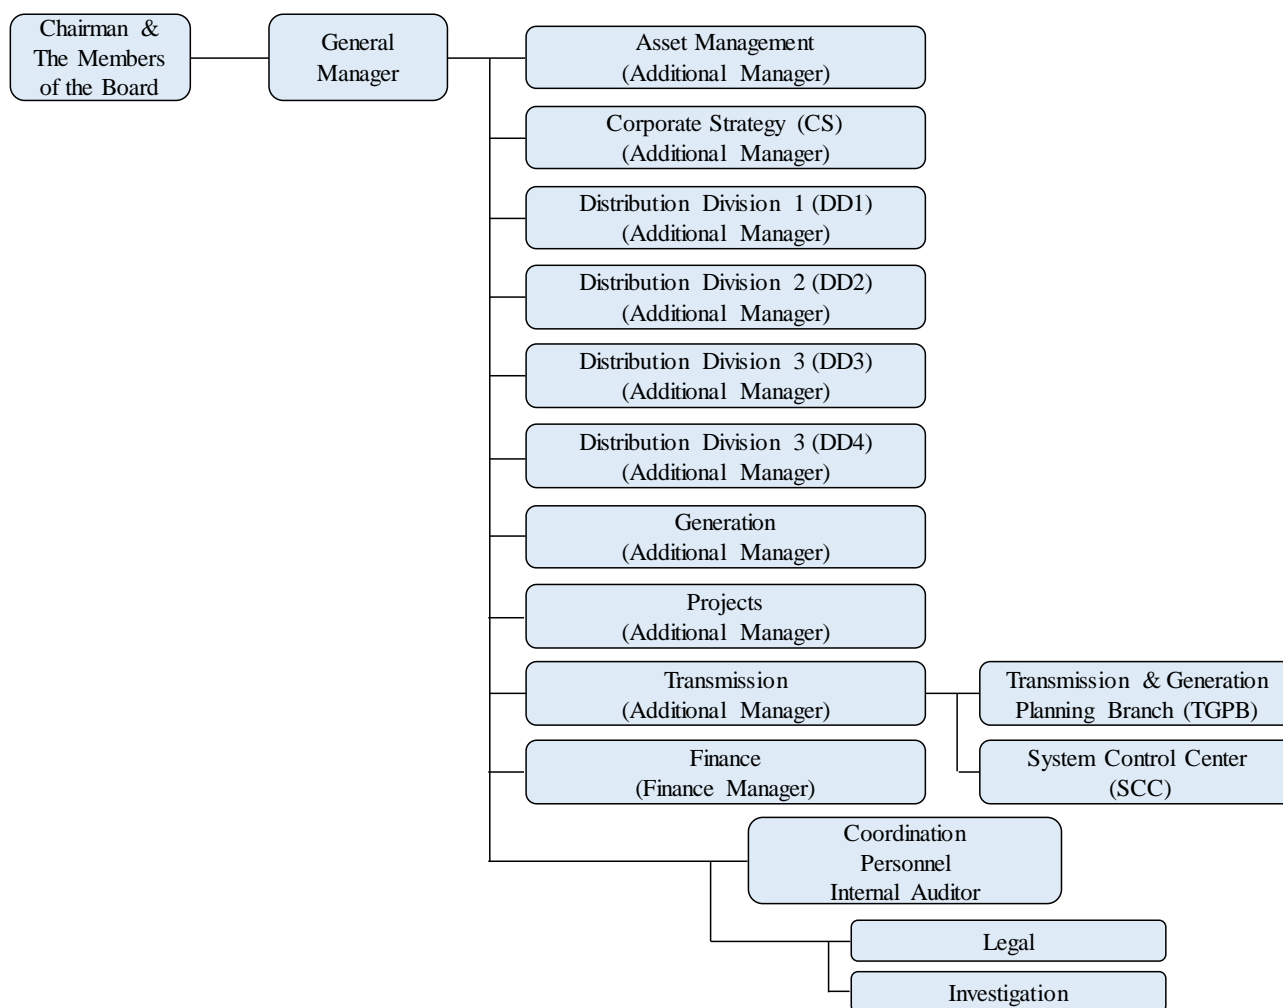 Chairman &
The Members
of the Board
General
Manager
Asset Management
(Additional Manager)
Corporate Strategy (CS)
(Additional Manager)
Distribution Division 1 (DD1)
(Additional Manager)
Distribution Division 2 (DD2)
(Additional Manager)
Distribution Division 3 (DD3)
(Additional Manager)
Distribution Division 3 (DD4)
(Additional Manager)
Generation
(Additional Manager)
Projects
(Additional Manager)
Transmission
(Additional Manager)
Transmission & Generation
Planning Branch (TGPB)
System Control Center
(SCC)
Finance
(Finance Manager)
Coordination
Personnel
Internal Auditor
Legal
Investigation